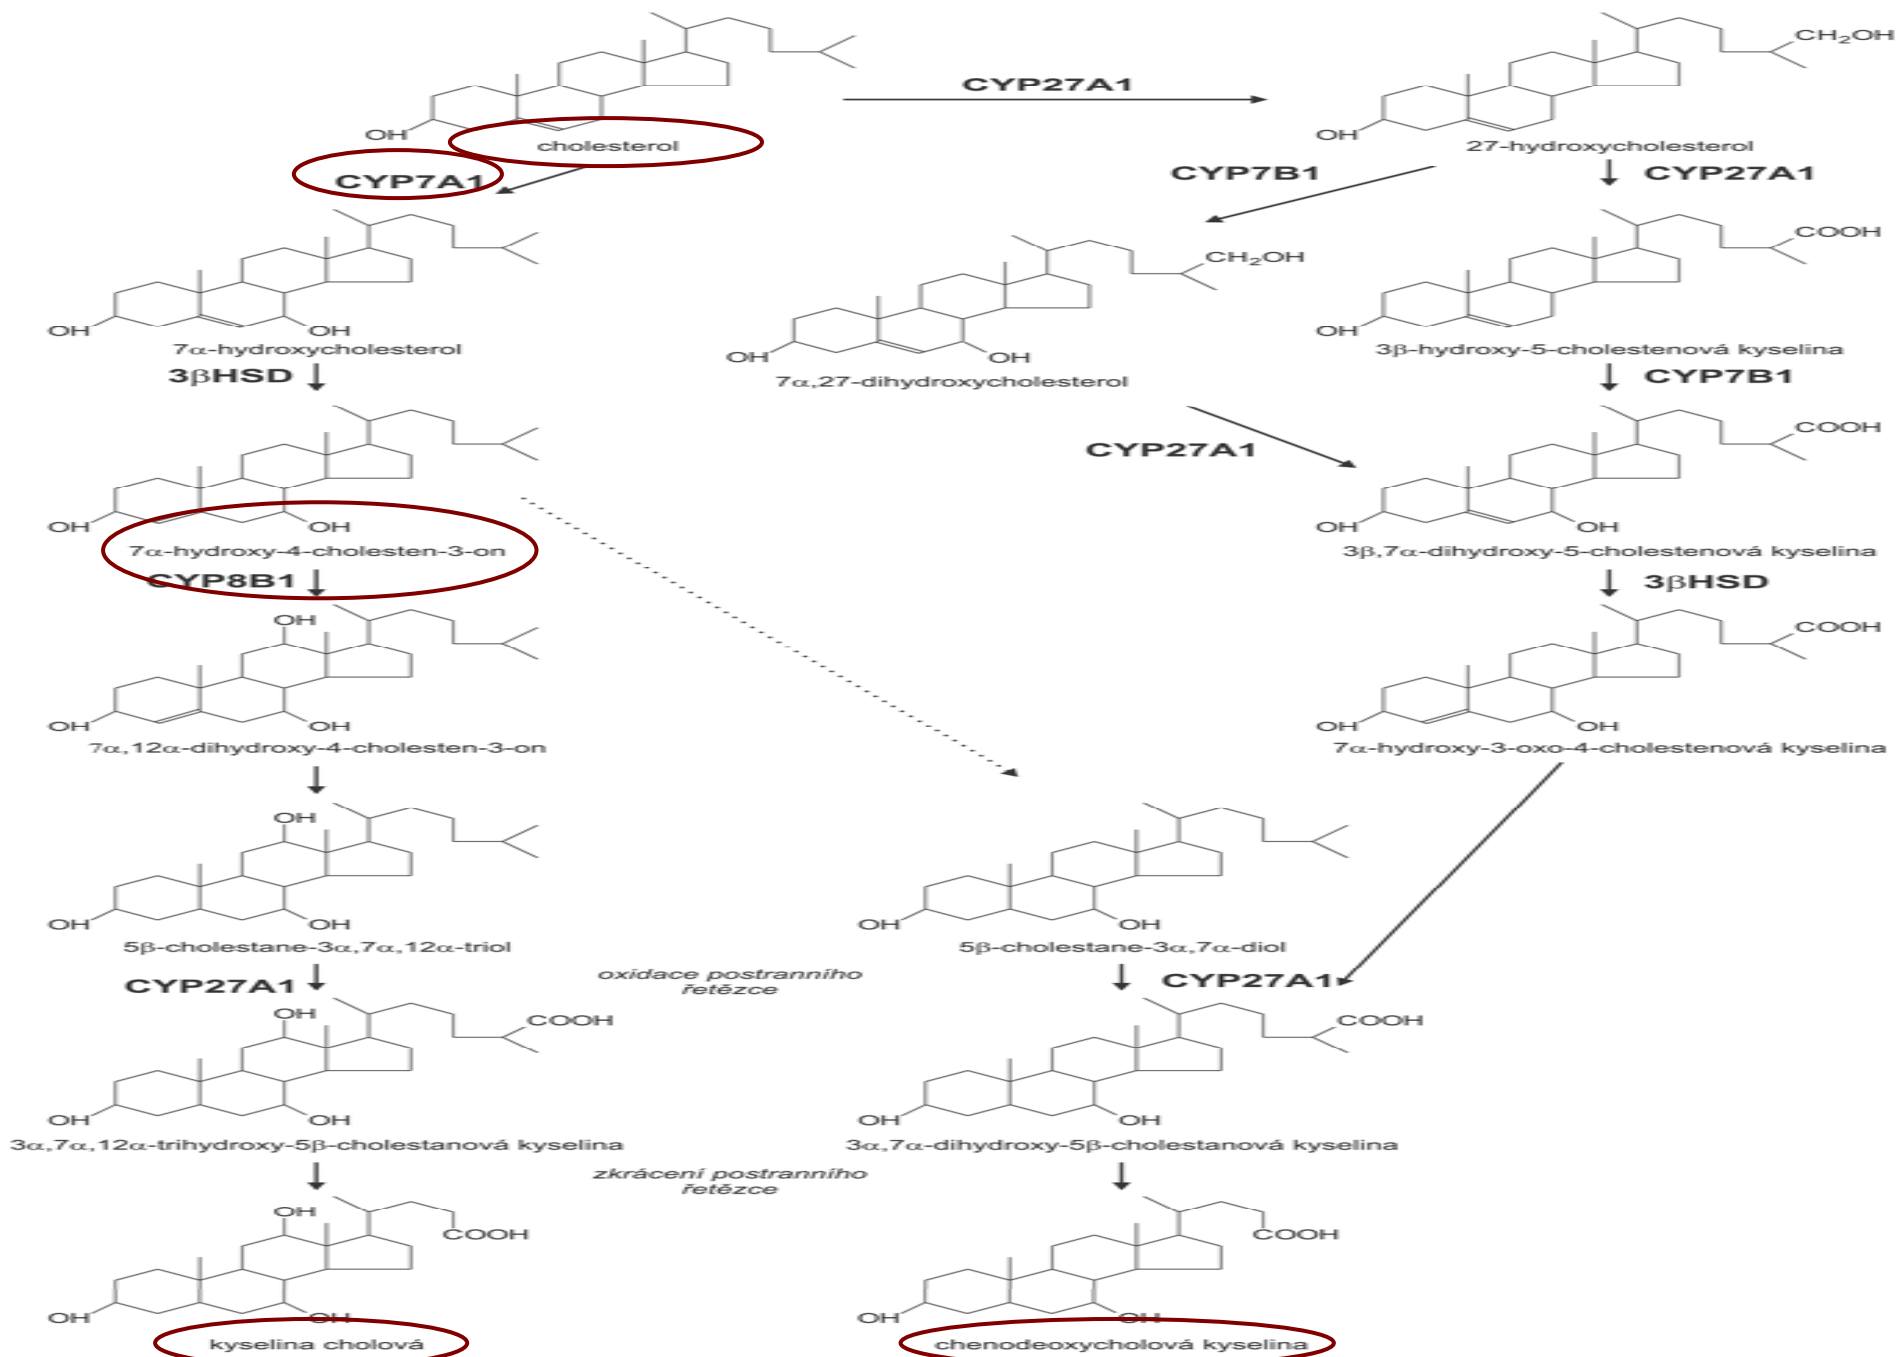 CH₂OH
CYP27A1
OH
cholesterol
OH
27-hydroxycholesterol
CYP7A1
CYP7B1
CYP27A1
COOH
CH₂OH
OH
OH
7α-hydroxycholesterol
OH
OH
7α,27-dihydroxycholesterol
OH
3β-hydroxy-5-cholestenová kyselina
3βHSD
CYP7B1
COOH
CYP27A1
OH
OH
7α-hydroxy-4-cholesten-3-on
OH
OH
3β,7α-dihydroxy-5-cholestenová kyselina
CYP8B1
3βHSD
OH
COOH
OH
OH
7α,12α-dihydroxy-4-cholesten-3-on
OH
OH
7α-hydroxy-3-oxo-4-cholestenová kyselina
OH
OH
OH
5β-cholestane-3α,7α,12α-triol
OH
OH
5β-cholestane-3α,7α-diol
CYP27A1
oxidace postranního
řetězce
CYP27A1
OH
COOH
COOH
OH
OH
3α,7α,12α-trihydroxy-5β-cholestanová kyselina
OH
OH
3α,7α-dihydroxy-5β-cholestanová kyselina
zkrácení postranního
řetězce
OH
COOH
COOH
OH
OH
kyselina cholová
OH
OH
chenodeoxycholová kyselina